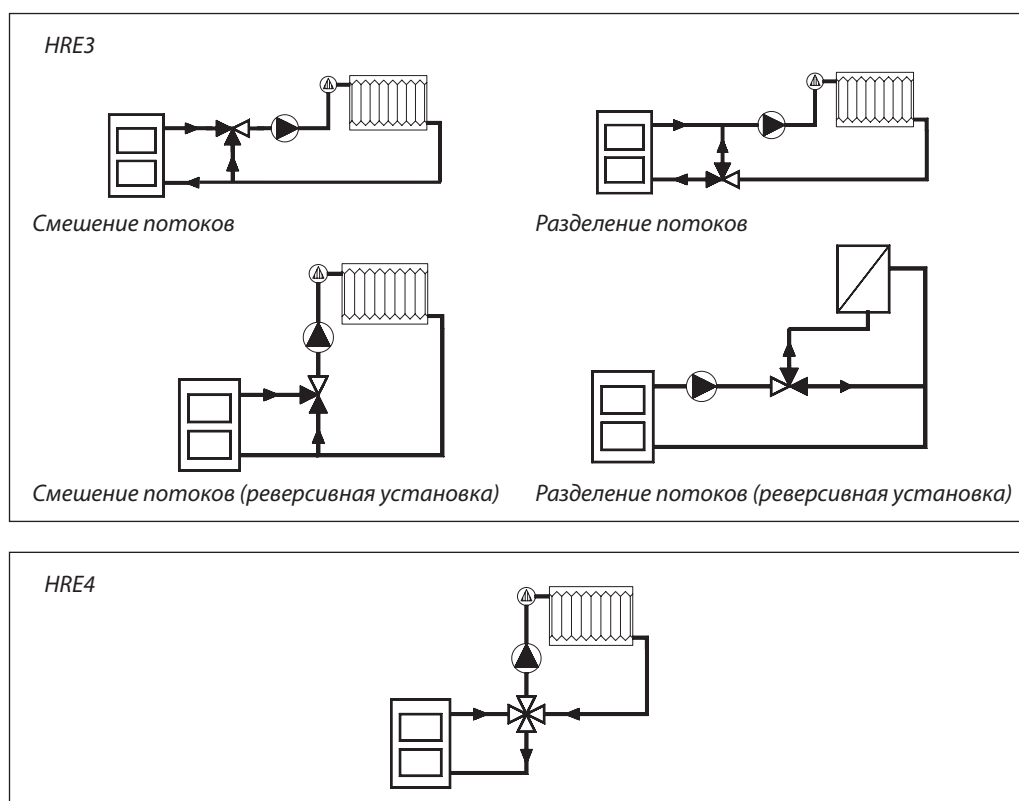 HRE3
Смешение потоков
Разделение потоков
Смешение потоков (реверсивная установка)
Разделение потоков (реверсивная установка)
HRE4